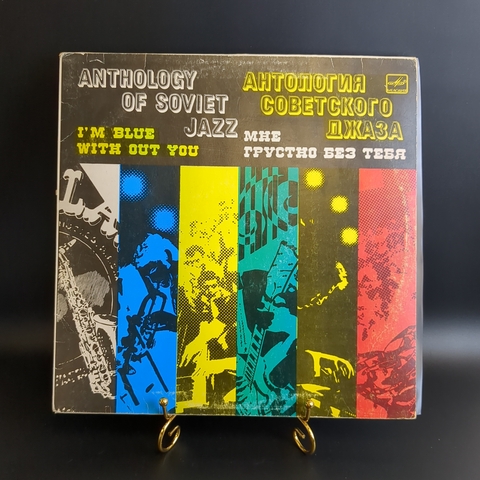 ANTHOLOGY
OF SOVIET
JAZZ
I'M BLUE
WITH OUT YOU
АНТОЛОГИЯ
СОВЕТСКОГО
ДЖАЗА
МНЕ
ГРУСТНО БЕЗ ТЕБЯ